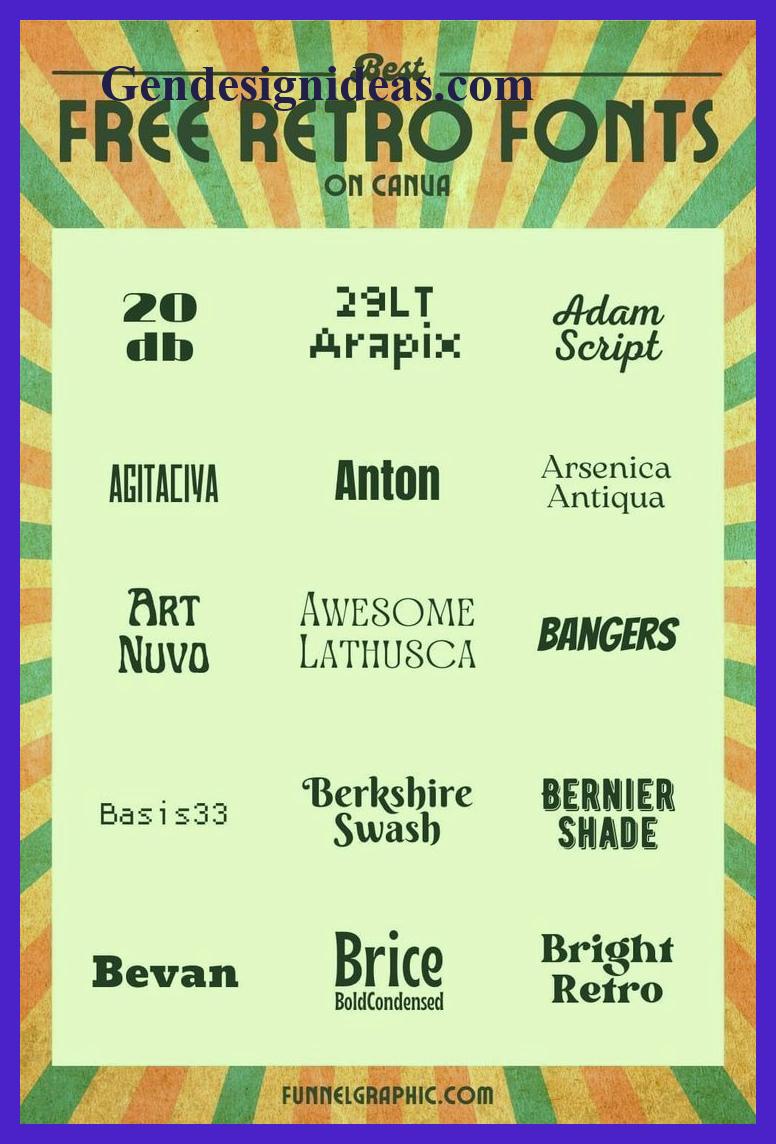 Best
Gendesignideas.com
FREE RETRO FONTS
ON CANVA
20
db
29LT
Arapix
Adam
Script
AGITACIYA
Anton
Arsenica
Antiqua
ART
NUVO
AWESOME
LATHUSCA
BANGERS
Basis33
Berkshire
Swash
BERNIER
SHADE
Bevan
Brice
BoldCondensed
Bright
Retro
FUNNELGRAPHIC.COM